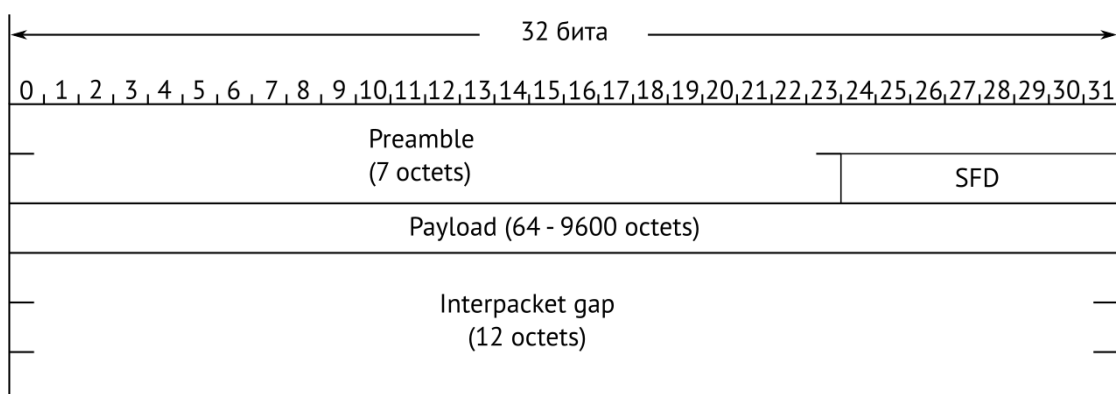 32 бита
0 1 2 3 4 5 6 7 8 9 10 11 12 13 14 15 16 17 18 19 20 21 22 23 24 25 26 27 28 29 30 31
Preamble
(7 octets)
SFD
Payload (64 - 9600 octets)
Interpacket gap
(12 octets)